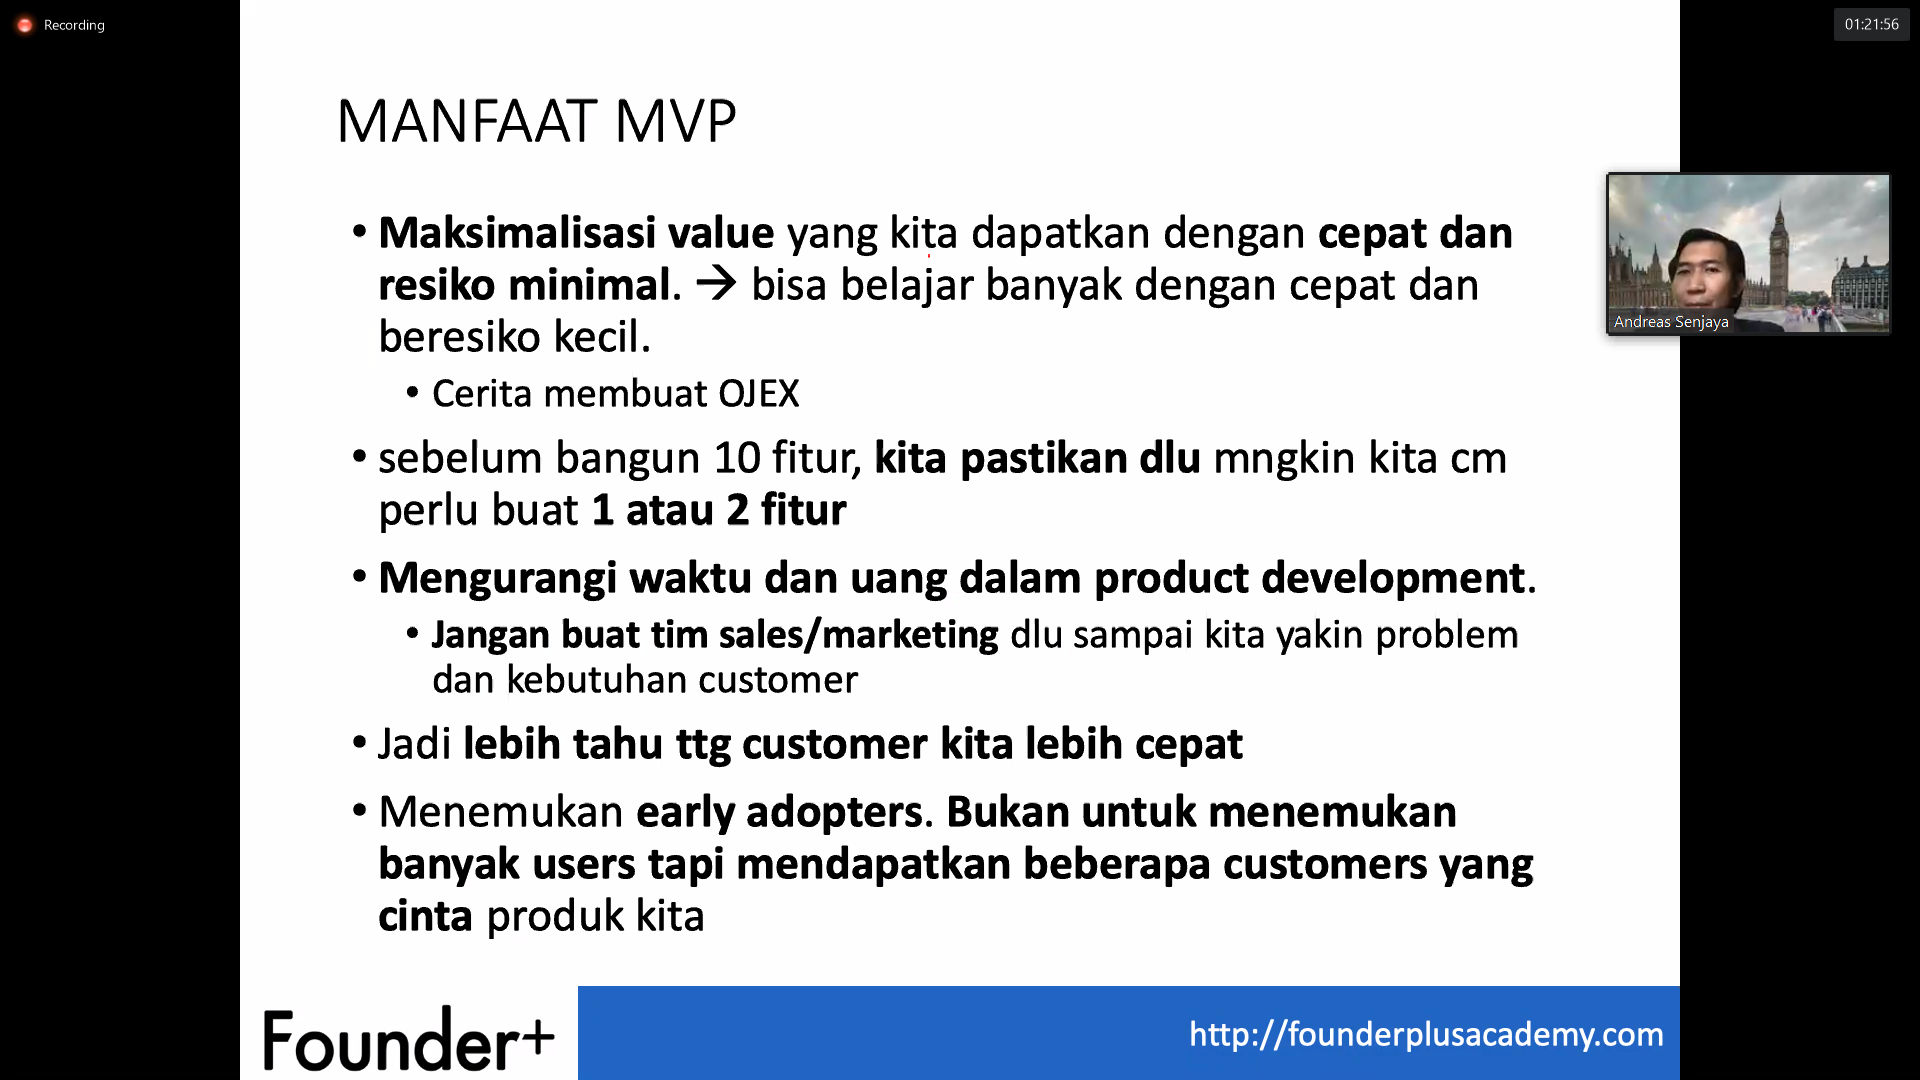 Recording
01:21:56
MANFAAT MVP
• Maksimalisasi value yang kita dapatkan dengan cepat dan
resiko minimal. → bisa belajar banyak dengan cepat dan
beresiko kecil.
• Cerita membuat OJEX
• sebelum bangun 10 fitur, kita pastikan dlu mngkin kita cm
perlu buat 1 atau 2 fitur
• Mengurangi waktu dan uang dalam product development.
• Jangan buat tim sales/marketing dlu sampai kita yakin problem
dan kebutuhan customer
• Jadi lebih tahu ttg customer kita lebih cepat
• Menemukan early adopters. Bukan untuk menemukan
banyak users tapi mendapatkan beberapa customers yang
cinta produk kita
Andreas Senjaya
Founder+
http://founderplusacademy.com